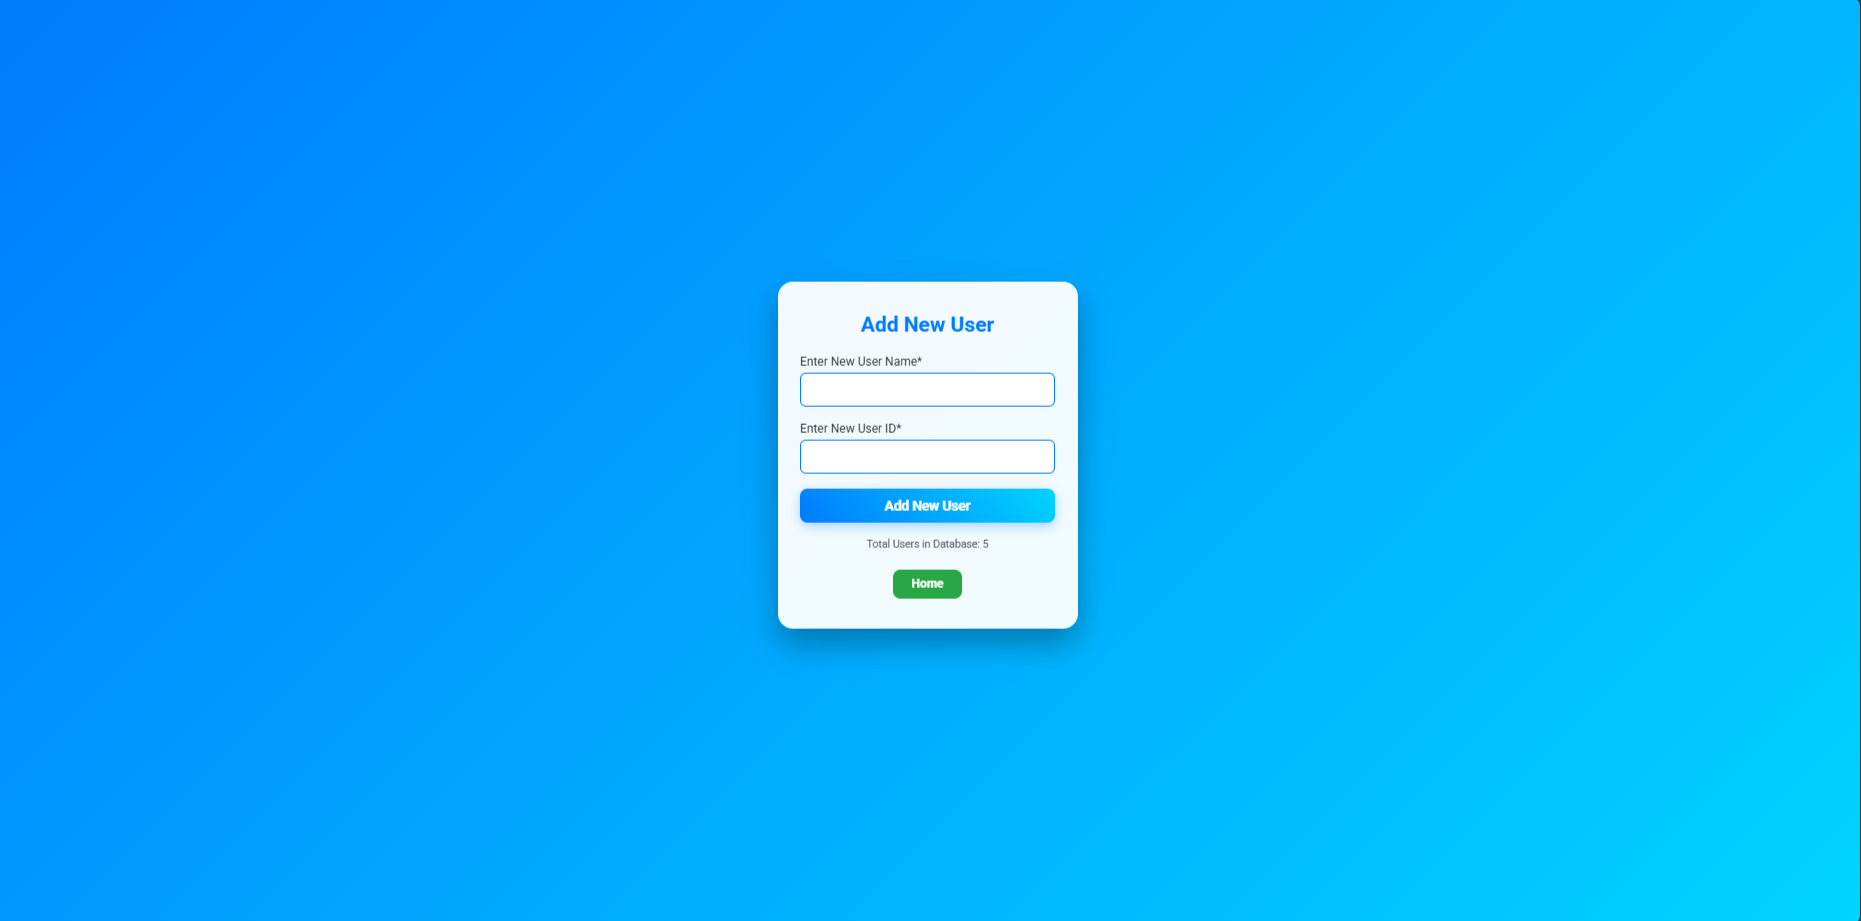 Add New User
Enter New User Name*
Enter New User ID*
Add New User
Total Users in Database: 5
Home